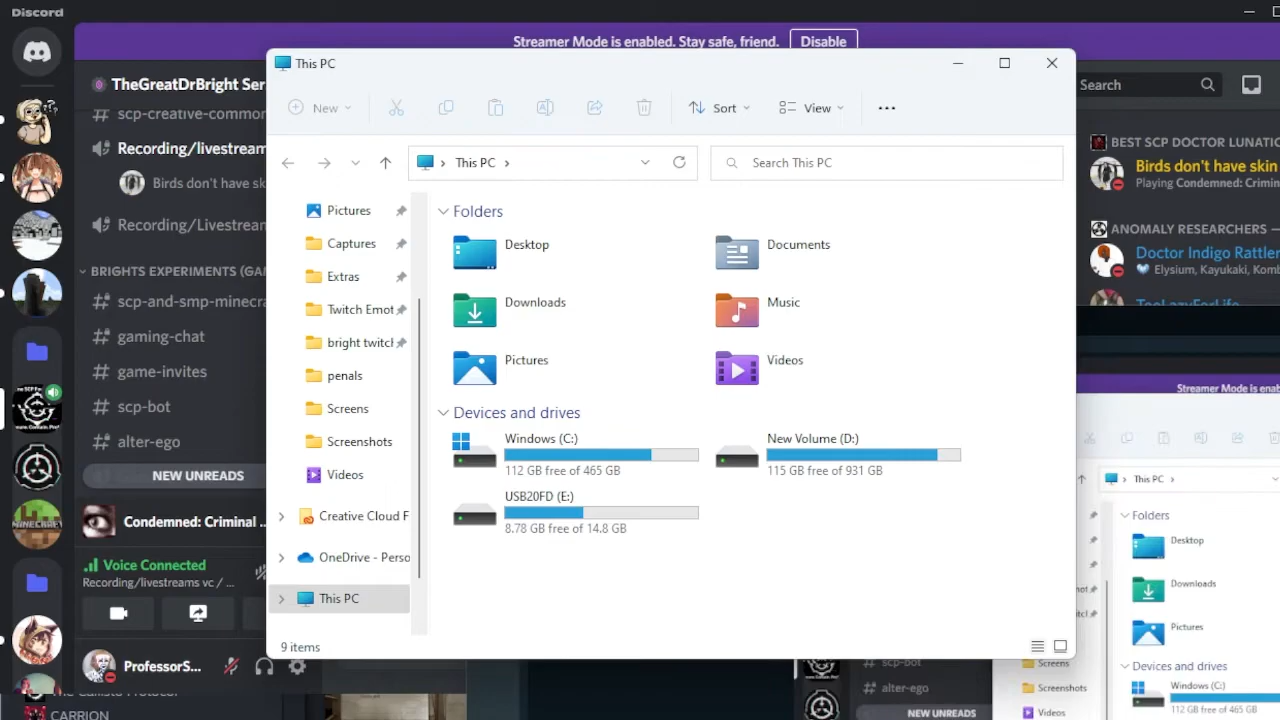 Discord
Streamer Mode is enabled. Stay safe, friend.
Disable
TheGreatDrBright Ser
scp-creative-common
Recording/livestream
Birds don't have sk
Recording/Livestrean
BRIGHTS EXPERIMENTS (GAM
scp-and-smp-minecra
gaming-chat
game-invites
scp-bot
alter-ego
NEW UNREADS
Condemned: Criminal ...
Voice Connected
Recording/livestreams vc / ...
ProfessorS...
CARRION
This PC
New
Sort
View
This PC
Search This PC
Pictures
Captures
Extras
Twitch Emot
bright twitch
penals
Screens
Screenshots
Videos
Creative Cloud F
OneDrive - Perso
This PC
9 items
Folders
Desktop
Documents
Downloads
Music
Pictures
Videos
Devices and drives
Windows (C:)
112 GB free of 465 GB
New Volume (D:)
115 GB free of 931 GB
USB20FD (E:)
8.78 GB free of 14.8 GB
Search
BEST SCP DOCTOR LUNATIC
Birds don't have skin
Playing Condemned: Crimin
ANOMALY RESEARCHERS —
Doctor Indigo Rattler
Elysium, Kayukaki, Komb
TooLazyForLife
Streamer Mode is enab
This PC
Folders
Desktop
Downloads
Pictures
Devices and drives
Windows (C:)
112 GB free of 465 GB
Screens
Screenshots
Videos
scp-bot
alter-ego
NEW UNREADS